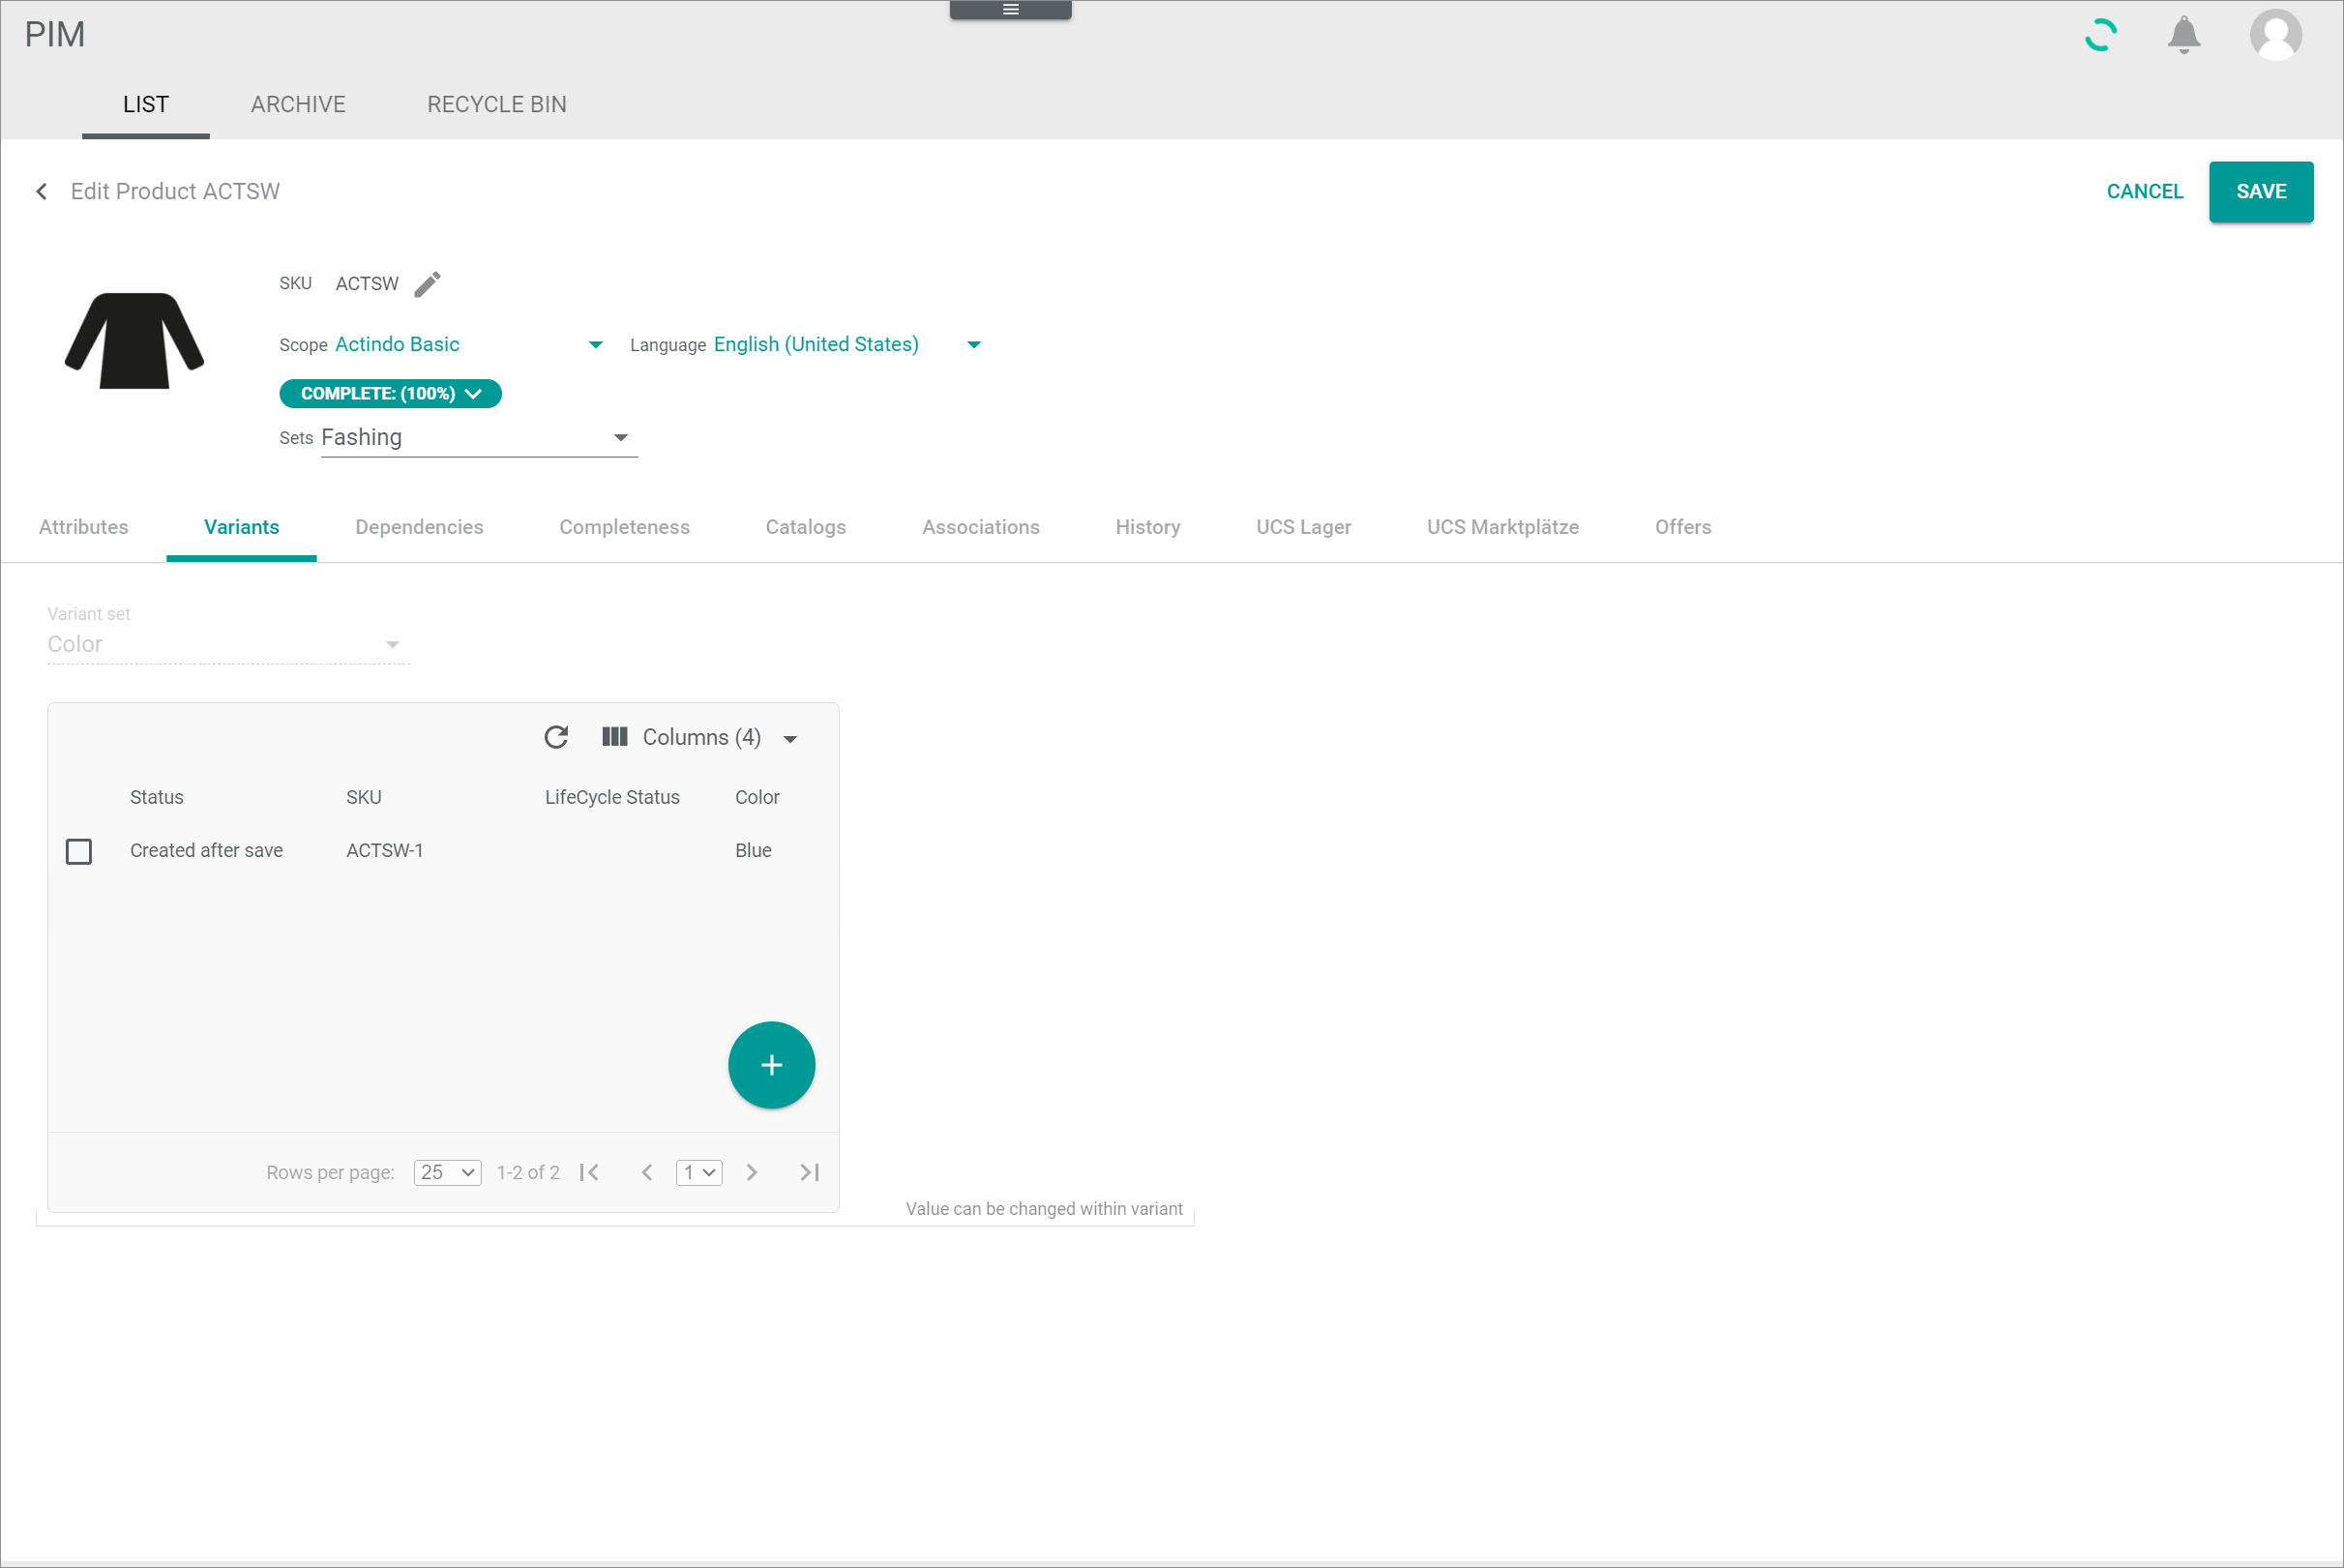 PIM
LIST ARCHIVE RECYCLE BIN
Edit Product ACTSW CANCEL SAVE
SKU ACTSW
Scope Actindo Basic Language English (United States)
COMPLETE: (100%)
Sets Fashing
Attributes Variants Dependencies Completeness Catalogs Associations History UCS Lager UCS Marktplätze Offers
Variant set
Color
Columns (4)
Status SKU LifeCycle Status Color
Created after save ACTSW-1 Blue
Rows per page: 25 1-2 of 2 1
Value can be changed within variant